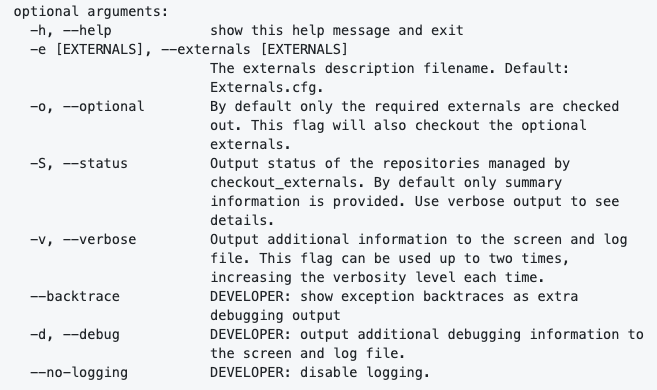 optional arguments:
  -h, --help            show this help message and exit
  -e [EXTERNALS], --externals [EXTERNALS]
                        The externals description filename. Default:
                        Externals.cfg.
  -o, --optional        By default only the required externals are checked
                        out. This flag will also checkout the optional
                        externals.
  -S, --status          Output status of the repositories managed by
                        checkout_externals. By default only summary
                        information is provided. Use verbose output to see
                        details.
  -v, --verbose         Output additional information to the screen and log
                        file. This flag can be used up to two times,
                        increasing the verbosity level each time.
  --backtrace           DEVELOPER: show exception backtraces as extra
                        debugging output
  -d, --debug           DEVELOPER: output additional debugging information to
                        the screen and log file.
  --no-logging          DEVELOPER: disable logging.